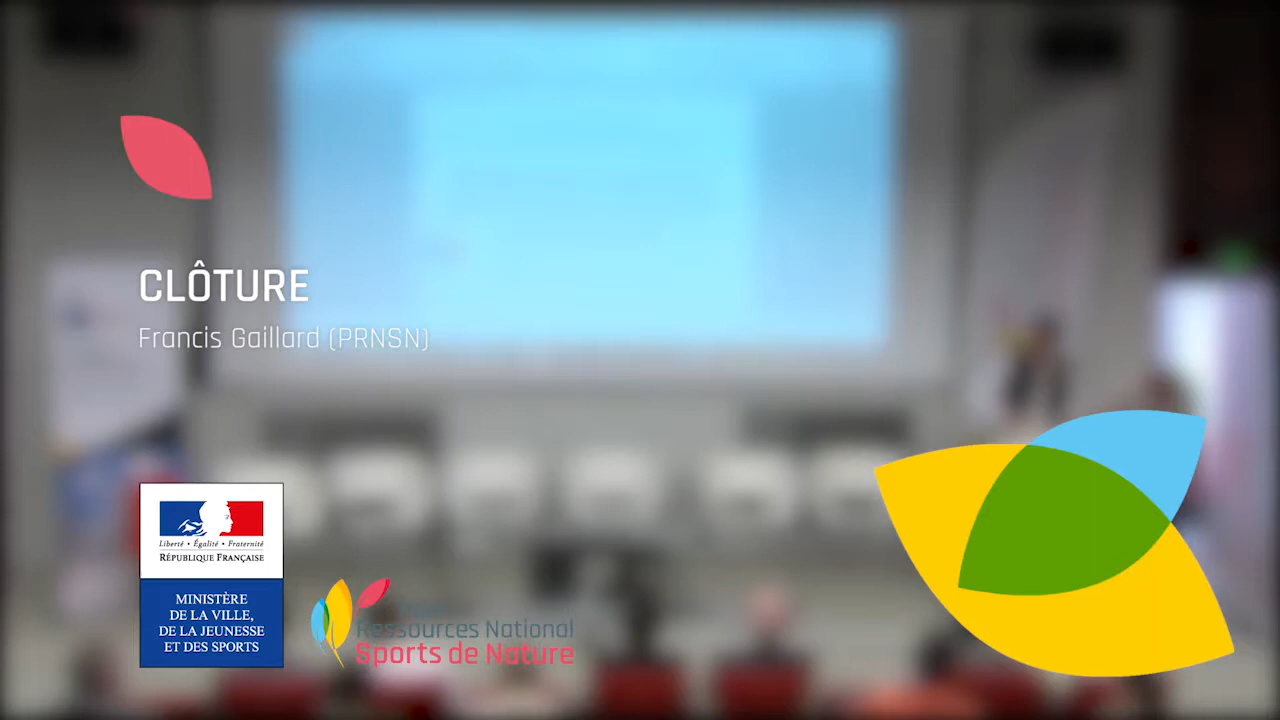 CLÔTURE
Francis Gaillard (PRNSN)
Liberté • Égalité • Fraternité
RÉPUBLIQUE FRANÇAISE
MINISTÈRE
DE LA VILLE,
DE LA JEUNESSE
ET DES SPORTS
Ressources National
Sports de Nature